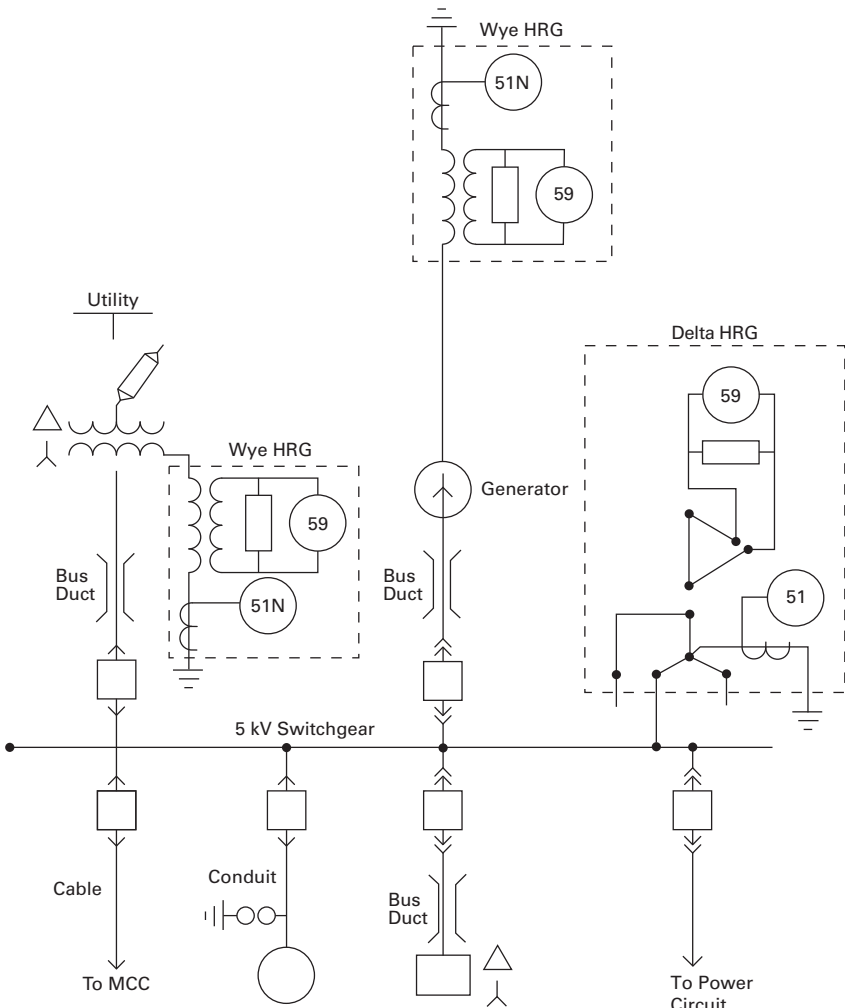 Wye HRG
51N
59
Utility
Delta HRG
59
Wye HRG
Generator
59
Bus
Duct
Bus
Duct
51N
51
5 kV Switchgear
Cable
Conduit
Bus
Duct
To MCC
To Power
Circuit